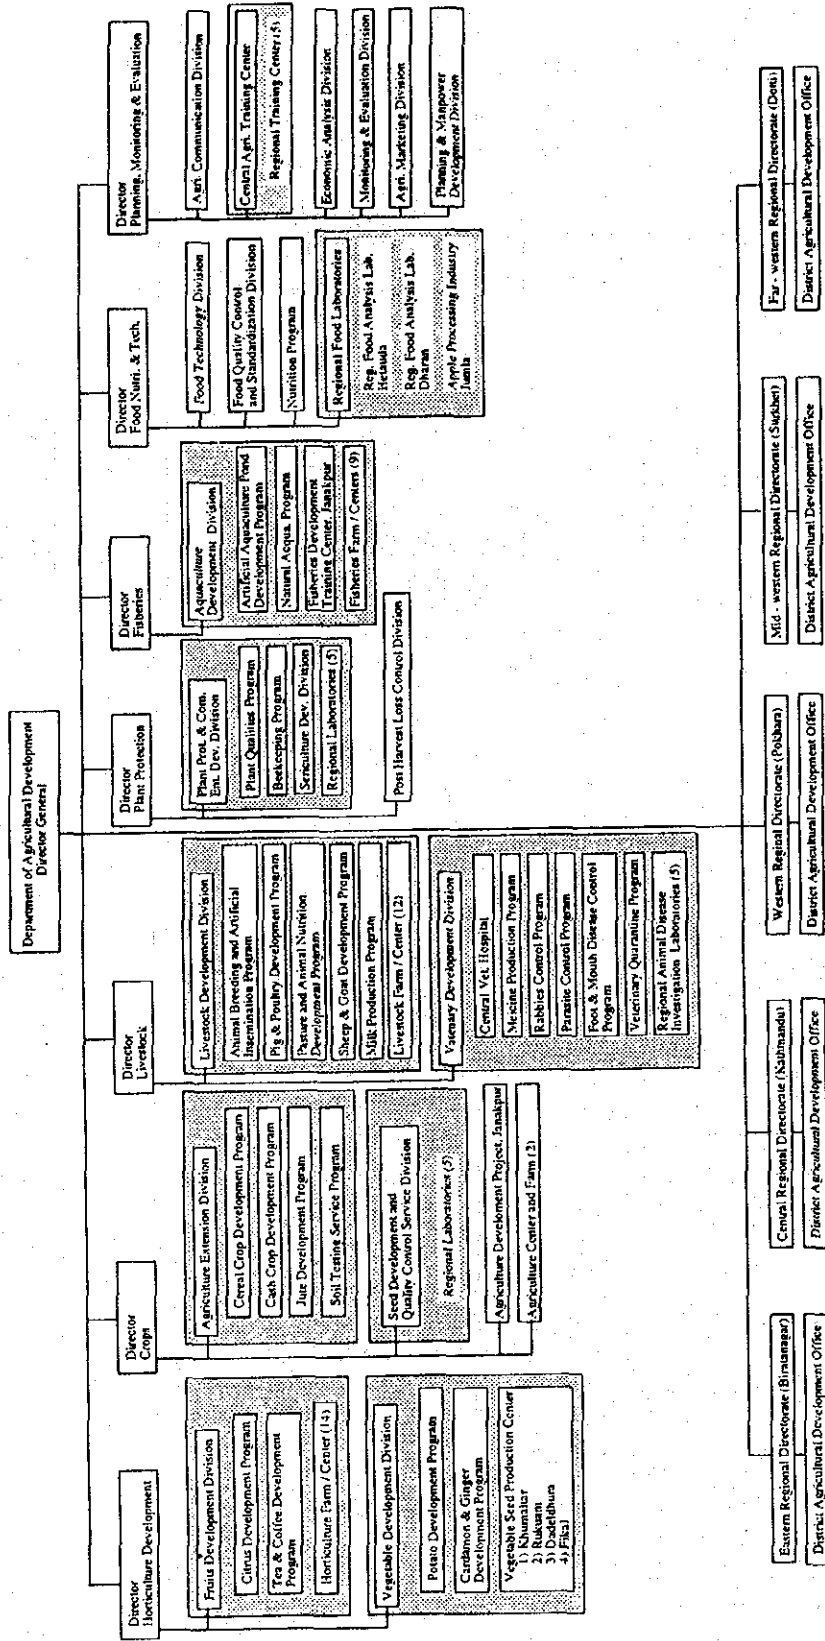 Department of Agricultural Development
Director General
Director
Horticulture Development
Fruits Development Division
Citrus Development Program
Tea & Coffee Development
Program
Horticulture Farm / Center (14)
Vegetable Development Division
Potato Development Program
Cardamon & Ginger
Development Program
Vegetable Seed Production Center
1) Khumaltar
2) Rukum
3) Dadeldhura
4) Fikal
Director
Crops
Agriculture Extension Division
Cereal Crop Development Program
Cash Crop Development Program
Jute Development Program
Soil Testing Service Program
Seed Development and
Quality Control Service Division
Regional Laboratories (5)
Agriculture Develoment Project, Janakpur
Agriculture Center and Farm (2)
Director
Livestock
Livestock Development Division
Animal Breeding and Artificial
Insemination Program
Pig & Poultry Development Program
Pasture and Animal Nutrition
Development Program
Sheep & Goat Development Program
Milk Production Program
Livestock Farm / Center (12)
Vatenary Development Division
Central Vet. Hospital
Meicine Production Program
Rabbies Control Program
Parasite Control Program
Foot & Mouth Disease Control
Program
Veterinary Quarantine Program
Regional Animal Disease
Investigation Laboratories (5)
Director
Plant Protection
Plant Prot. & Com.
Ent. Dev. Division
Plant Qualities Program
Beekeeping Program
Sericulture Dev. Division
Regional Laboratories (5)
Post Harvest Loss Control Division
Director
Fisheries
Aquaculture
Development Division
Artificial Aquaculture Pond
Development Program
Natural Acqua. Program
Fisheries Development
Training Center, Janakpur
Fisheries Farm / Centers (9)
Director
Food Nutri. & Tech.
Food Technology Division
Food Quality Control
and Standardization Division
Nutrition Program
Regional Food Laboratories
Reg. Food Analysis Lab.
Hetauda
Reg. Food Analysis Lab.
Dharan
Apple Processing Industry
Jumla
Director
Planning, Monitoring & Evaluation
Agri. Communication Division
Central Agri. Training Center
Regional Training Center (5)
Economic Analysis Division
Monitoring & Evaluation Division
Agri. Marketing Division
Planning & Manpower
Development Division
Eastern Regional Directorate (Biratanagar)
District Agricultural Development Office
Central Regional Directorate (Kathmandu)
District Agricultural Development Office
Western Reginal Directorate (Pokhara)
District Agricultural Development Office
Mid - western Regional Directorate (Surkhet)
District Agricultural Development Office
Far - western Regional Directorate (Doti)
District Agricultural Development Office